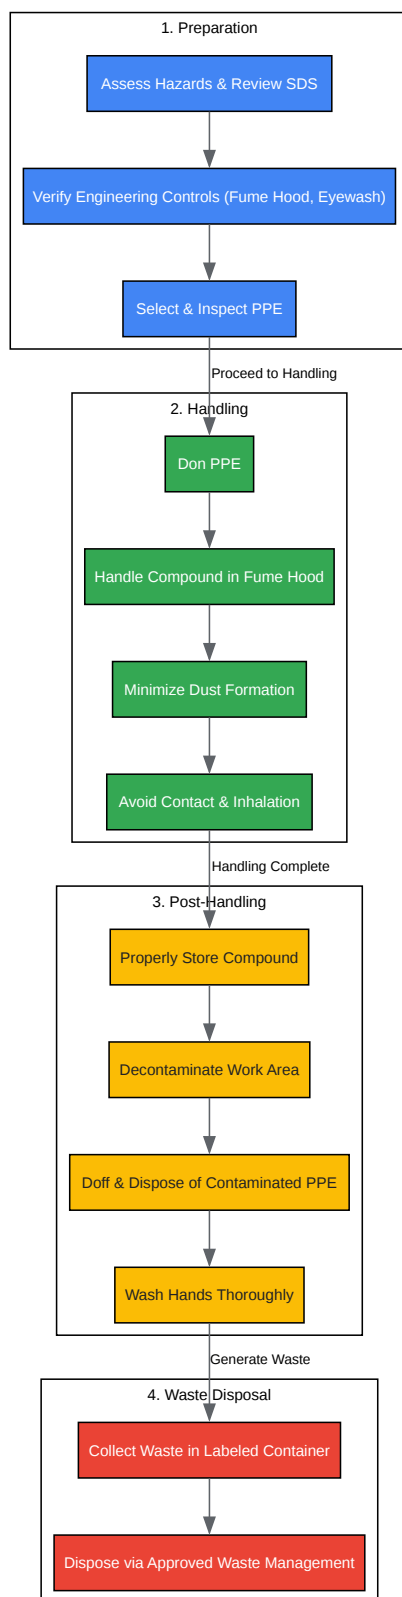 1. Preparation
Assess Hazards & Review SDS
Verify Engineering Controls (Fume Hood, Eyewash)
Select & Inspect PPE
Proceed to Handling
2. Handling
Don PPE
Handle Compound in Fume Hood
Minimize Dust Formation
Avoid Contact & Inhalation
Handling Complete
3. Post-Handling
Properly Store Compound
Decontaminate Work Area
Doff & Dispose of Contaminated PPE
Wash Hands Thoroughly
Generate Waste
4. Waste Disposal
Collect Waste in Labeled Container
Dispose via Approved Waste Management